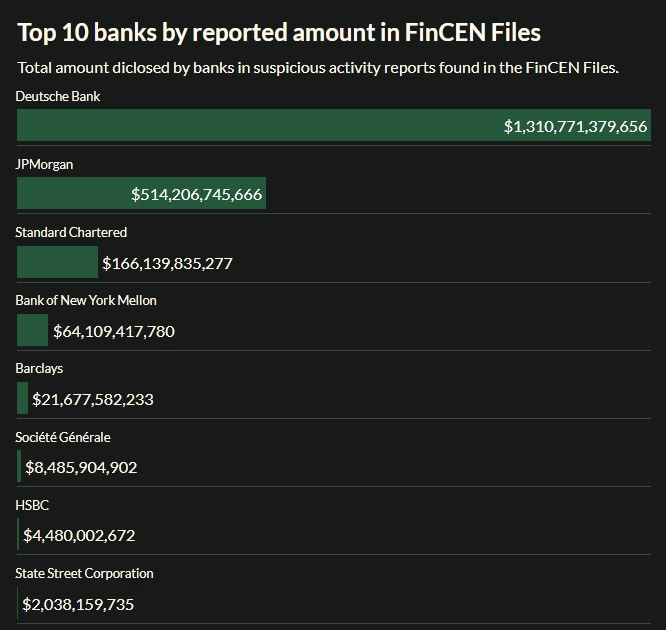 Top 10 banks by reported amount in FinCEN Files
Total amount diclosed by banks in suspicious activity reports found in the FinCEN Files.
Deutsche Bank
$1,310,771,379,656
JPMorgan
$514,206,745,666
Standard Chartered
$166,139,835,277
Bank of New York Mellon
$64,109,417,780
Barclays
$21,677,582,233
Société Générale
$8,485,904,902
HSBC
$4,480,002,672
State Street Corporation
$2,038,159,735